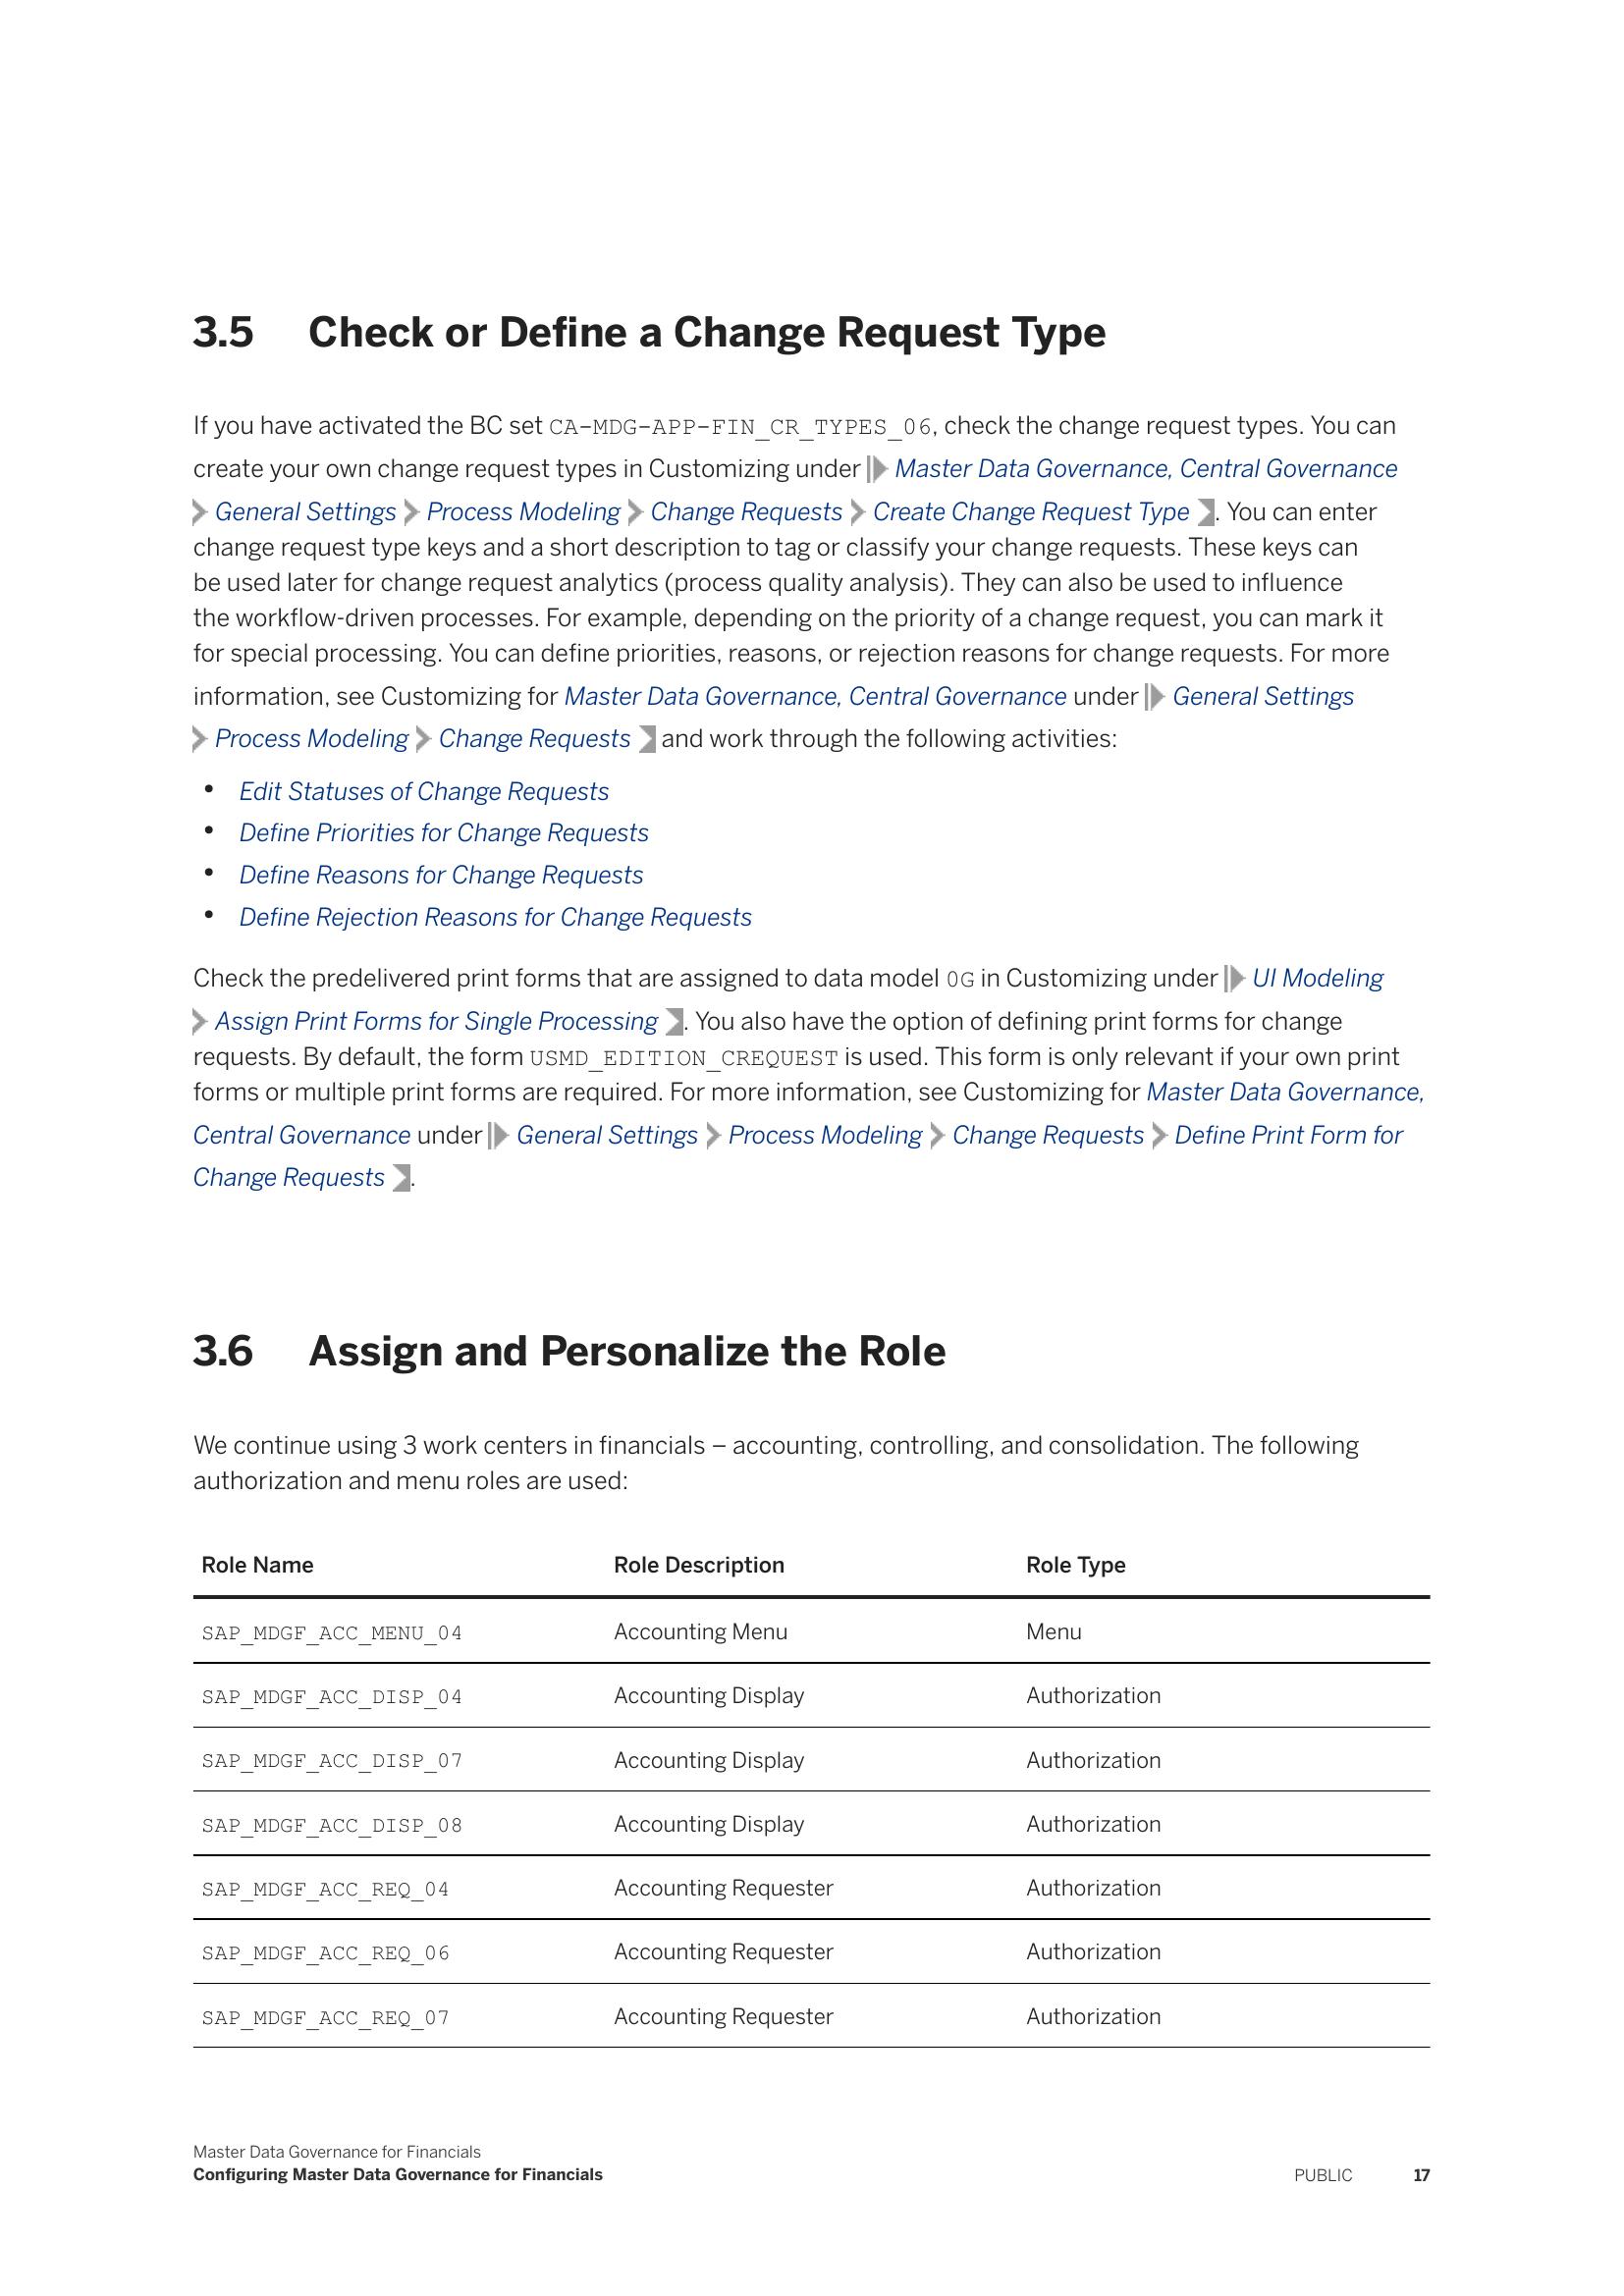 3.5 Check or Define a Change Request Type
If you have activated the BC set CA-MDG-APP-FIN_CR_TYPES_06, check the change request types. You can
create your own change request types in Customizing under Master Data Governance, Central Governance
General Settings Process Modeling Change Requests Create Change Request Type. You can enter
change request type keys and a short description to tag or classify your change requests. These keys can
be used later for change request analytics (process quality analysis). They can also be used to influence
the workflow-driven processes. For example, depending on the priority of a change request, you can mark it
for special processing. You can define priorities, reasons, or rejection reasons for change requests. For more
information, see Customizing for Master Data Governance, Central Governance under General Settings
Process Modeling Change Requests and work through the following activities:
• Edit Statuses of Change Requests
• Define Priorities for Change Requests
• Define Reasons for Change Requests
• Define Rejection Reasons for Change Requests
Check the predelivered print forms that are assigned to data model 0G in Customizing under UI Modeling
Assign Print Forms for Single Processing. You also have the option of defining print forms for change
requests. By default, the form USMD_EDITION_CREQUEST is used. This form is only relevant if your own print
forms or multiple print forms are required. For more information, see Customizing for Master Data Governance,
Central Governance under General Settings Process Modeling Change Requests Define Print Form for
Change Requests.
3.6 Assign and Personalize the Role
We continue using 3 work centers in financials – accounting, controlling, and consolidation. The following
authorization and menu roles are used:
Role Name Role Description Role Type
SAP_MDGF_ACC_MENU_04 Accounting Menu Menu
SAP_MDGF_ACC_DISP_04 Accounting Display Authorization
SAP_MDGF_ACC_DISP_07 Accounting Display Authorization
SAP_MDGF_ACC_DISP_08 Accounting Display Authorization
SAP_MDGF_ACC_REQ_04 Accounting Requester Authorization
SAP_MDGF_ACC_REQ_06 Accounting Requester Authorization
SAP_MDGF_ACC_REQ_07 Accounting Requester Authorization
Master Data Governance for Financials
Configuring Master Data Governance for Financials PUBLIC 17